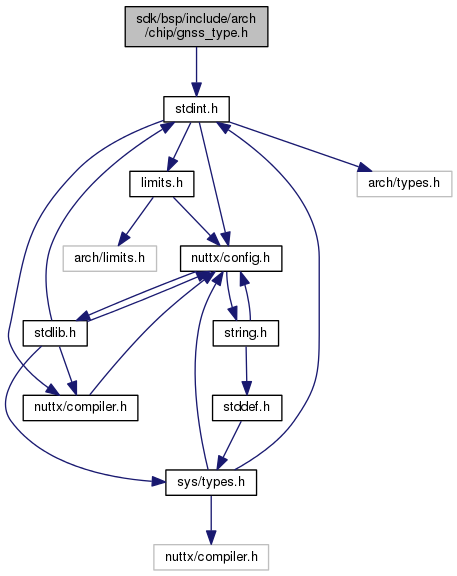 sdk/bsp/include/arch
/chip/gnss_type.h
stdint.h
limits.h
arch/types.h
arch/limits.h
nuttx/config.h
stdlib.h
string.h
nuttx/compiler.h
stddef.h
sys/types.h
nuttx/compiler.h